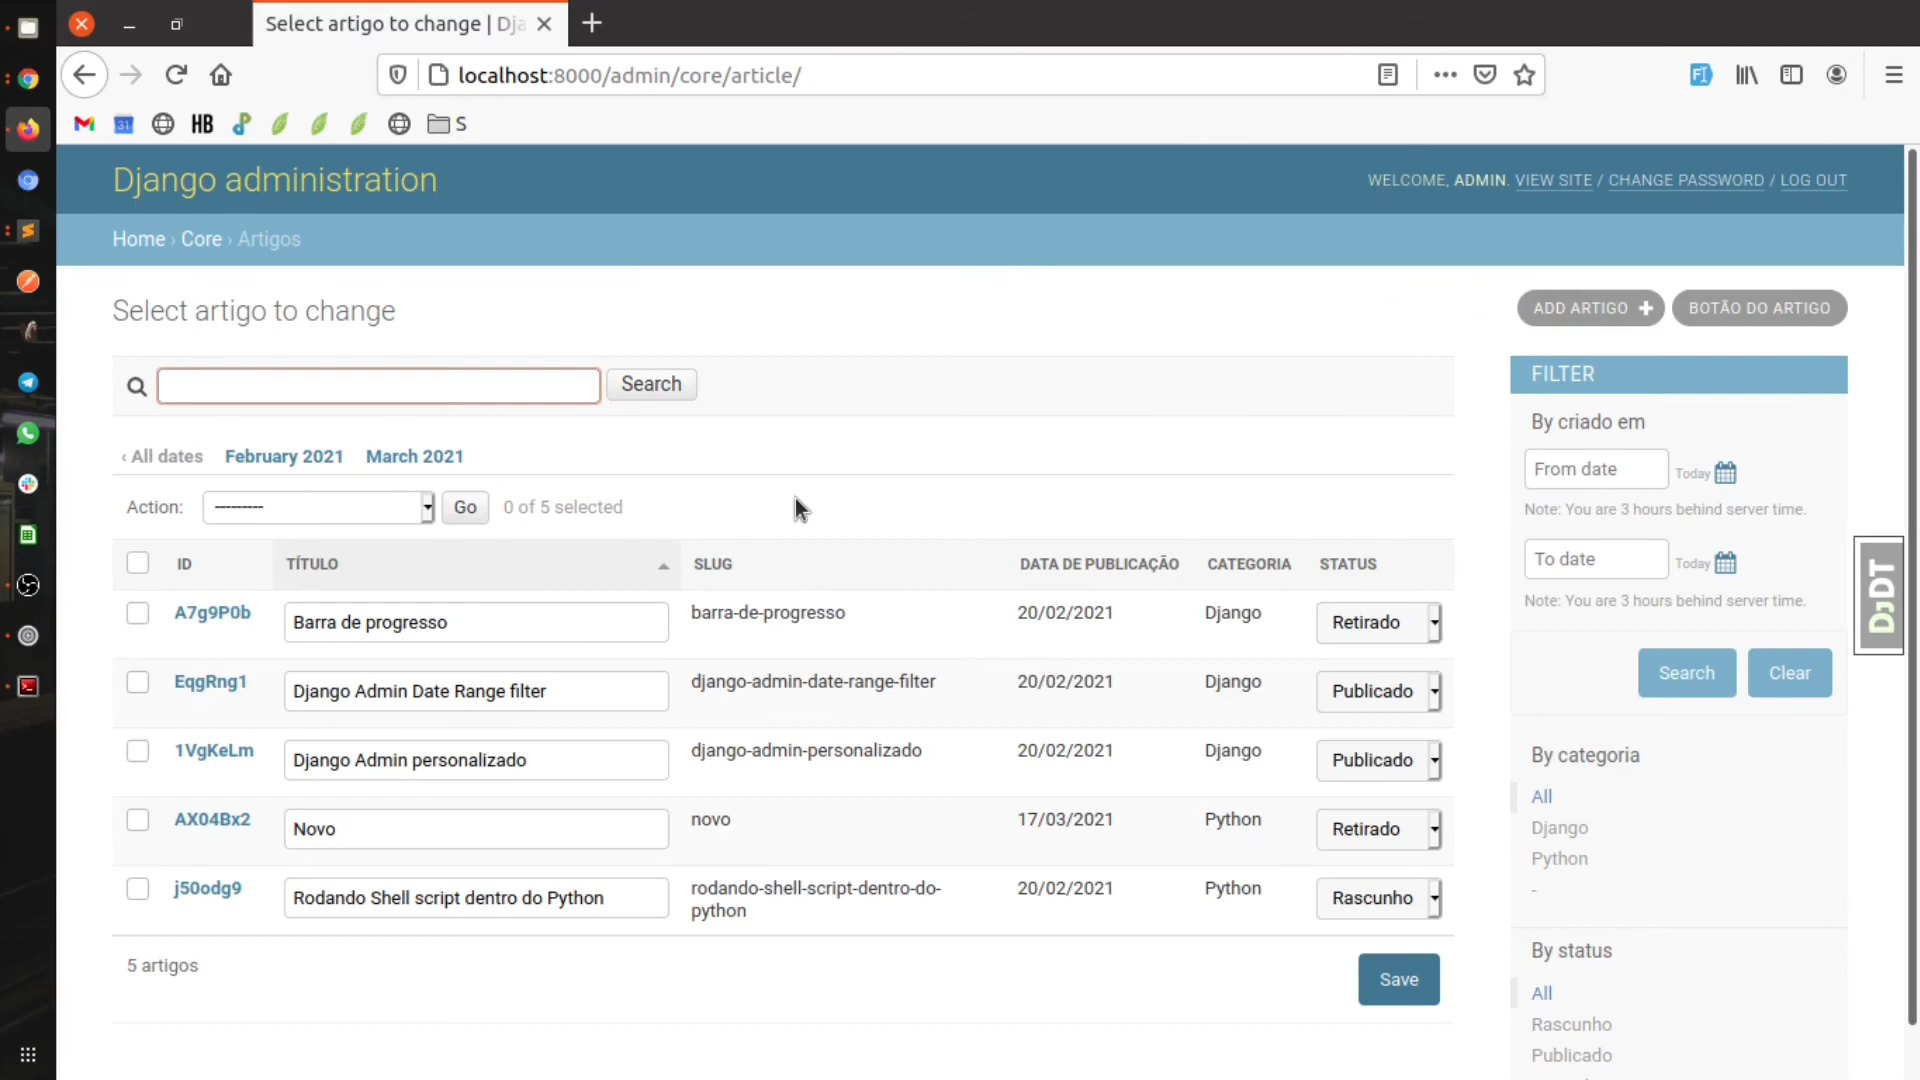 Select artigo to change | Dja
localhost:8000/admin/core/article/
31
HB
S
Django administration
WELCOME, ADMIN. VIEW SITE / CHANGE PASSWORD / LOG OUT
Home › Core › Artigos
Select artigo to change
ADD ARTIGO
BOTÃO DO ARTIGO
Search
‹ All dates February 2021 March 2021
Action: --------- Go 0 of 5 selected
ID TÍTULO SLUG DATA DE PUBLICAÇÃO CATEGORIA STATUS
A7g9P0b Barra de progresso barra-de-progresso 20/02/2021 Django Retirado
EqgRng1 Django Admin Date Range filter django-admin-date-range-filter 20/02/2021 Django Publicado
1VgKeLm Django Admin personalizado django-admin-personalizado 20/02/2021 Django Publicado
AX04Bx2 Novo novo 17/03/2021 Python Retirado
j50odg9 Rodando Shell script dentro do Python rodando-shell-script-dentro-do-
python 20/02/2021 Python Rascunho
5 artigos
Save
FILTER
By criado em
From date Today
Note: You are 3 hours behind server time.
To date Today
Note: You are 3 hours behind server time.
Search Clear
By categoria
All
Django
Python
-
By status
All
Rascunho
Publicado
DJDT